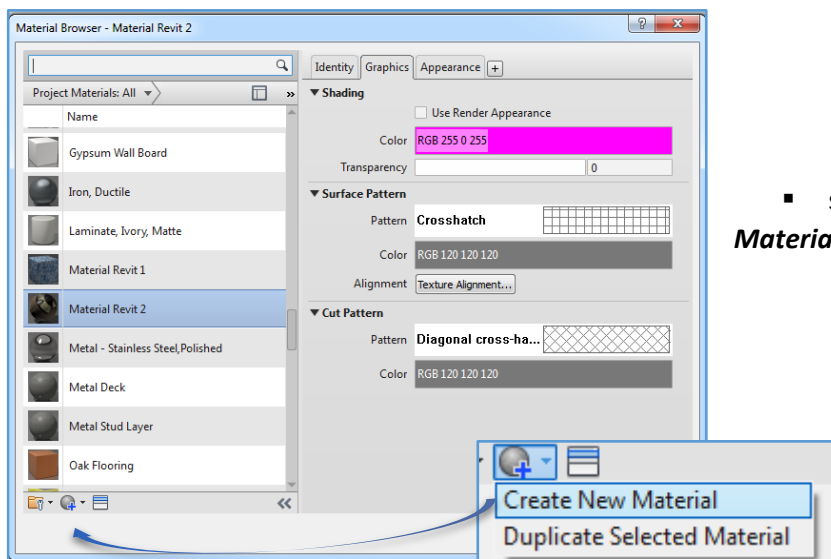 Material Browser - Material Revit 2
?
x
Identity Graphics Appearance +
Project Materials: All »
Name
Gypsum Wall Board
Iron, Ductile
Laminate, Ivory, Matte
Material Revit 1
Material Revit 2
Metal - Stainless Steel,Polished
Metal Deck
Metal Stud Layer
Oak Flooring
«
▼ Shading
Use Render Appearance
Color RGB 255 0 255
Transparency 0
▼ Surface Pattern
Pattern Crosshatch
Color RGB 120 120 120
Alignment Texture Alignment...
▼ Cut Pattern
Pattern Diagonal cross-ha...
Color RGB 120 120 120
Create New Material
Duplicate Selected Material